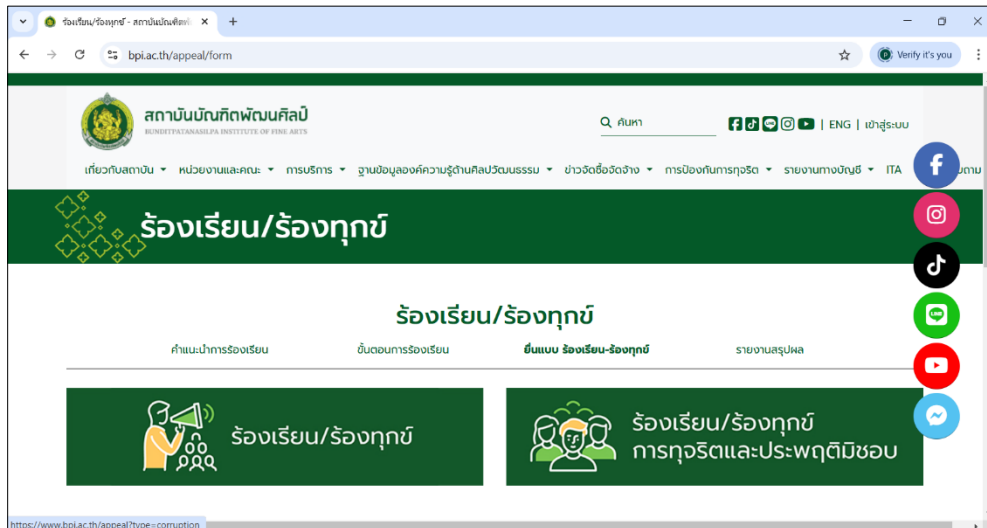 ร้องเรียน/ร้องทุกข์ - สถาบันบัณฑิตพั
bpi.ac.th/appeal/form
Verify it's you
สถาบันบัณฑิตพัฒนศิลป์
BUNDITPATANASILPA INSTITUTE OF FINE ARTS
ค้นหา
| ENG | เข้าสู่ระบบ
เกี่ยวกับสถาบัน หน่วยงานและคณะ การบริการ ฐานข้อมูลองค์ความรู้ด้านศิลปวัฒนธรรม ข่าวจัดซื้อจัดจ้าง การป้องกันการทุจริต รายงานทางบัญชี ITA
ร้องเรียน/ร้องทุกข์
ร้องเรียน/ร้องทุกข์
คำแนะนำการร้องเรียน ขั้นตอนการร้องเรียน ยื่นแบบ ร้องเรียน-ร้องทุกข์ รายงานสรุปผล
ร้องเรียน/ร้องทุกข์
ร้องเรียน/ร้องทุกข์
การทุจริตและประพฤติมิชอบ
https://www.bpi.ac.th/appeal?type=corruption